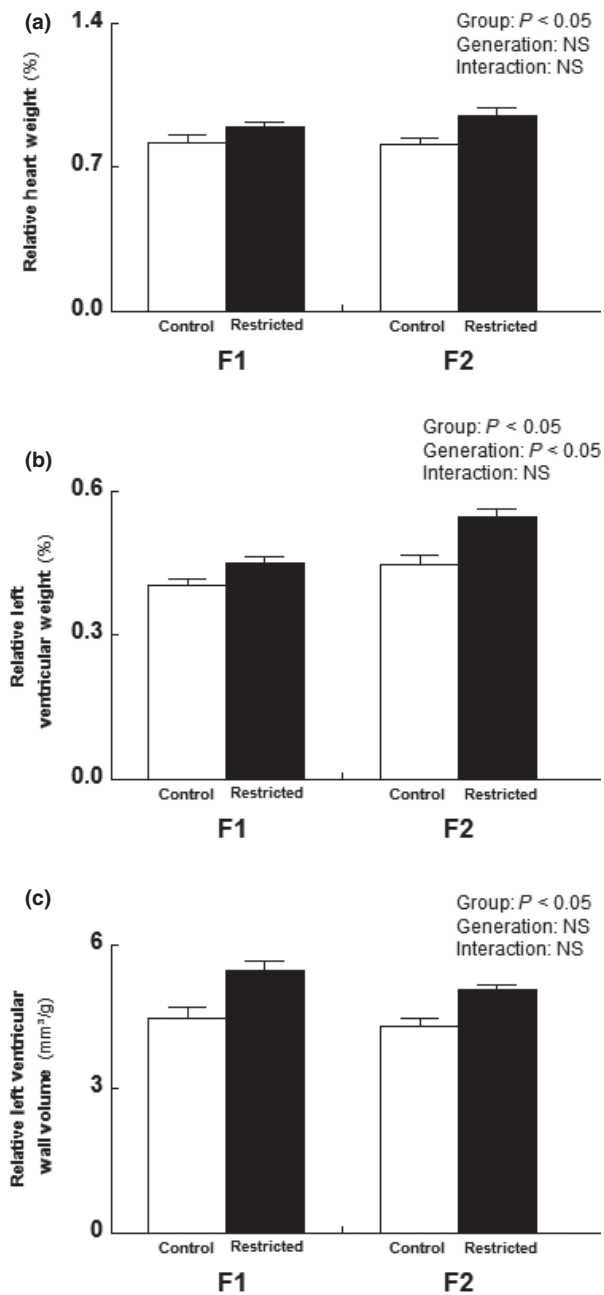 (a)
1.4
Group: P < 0.05
Generation: NS
Interaction: NS
Relative heart weight (%)
0.7
0.0
Control Restricted Control Restricted
F1 F2
(b)
Group: P < 0.05
Generation: P < 0.05
Interaction: NS
0.6
Relative left
ventricular weight (%)
0.3
0.0
Control Restricted Control Restricted
F1 F2
(c)
Group: P < 0.05
Generation: NS
Interaction: NS
6
Relative left ventricular
wall volume (mm³/g)
3
0
Control Restricted Control Restricted
F1 F2